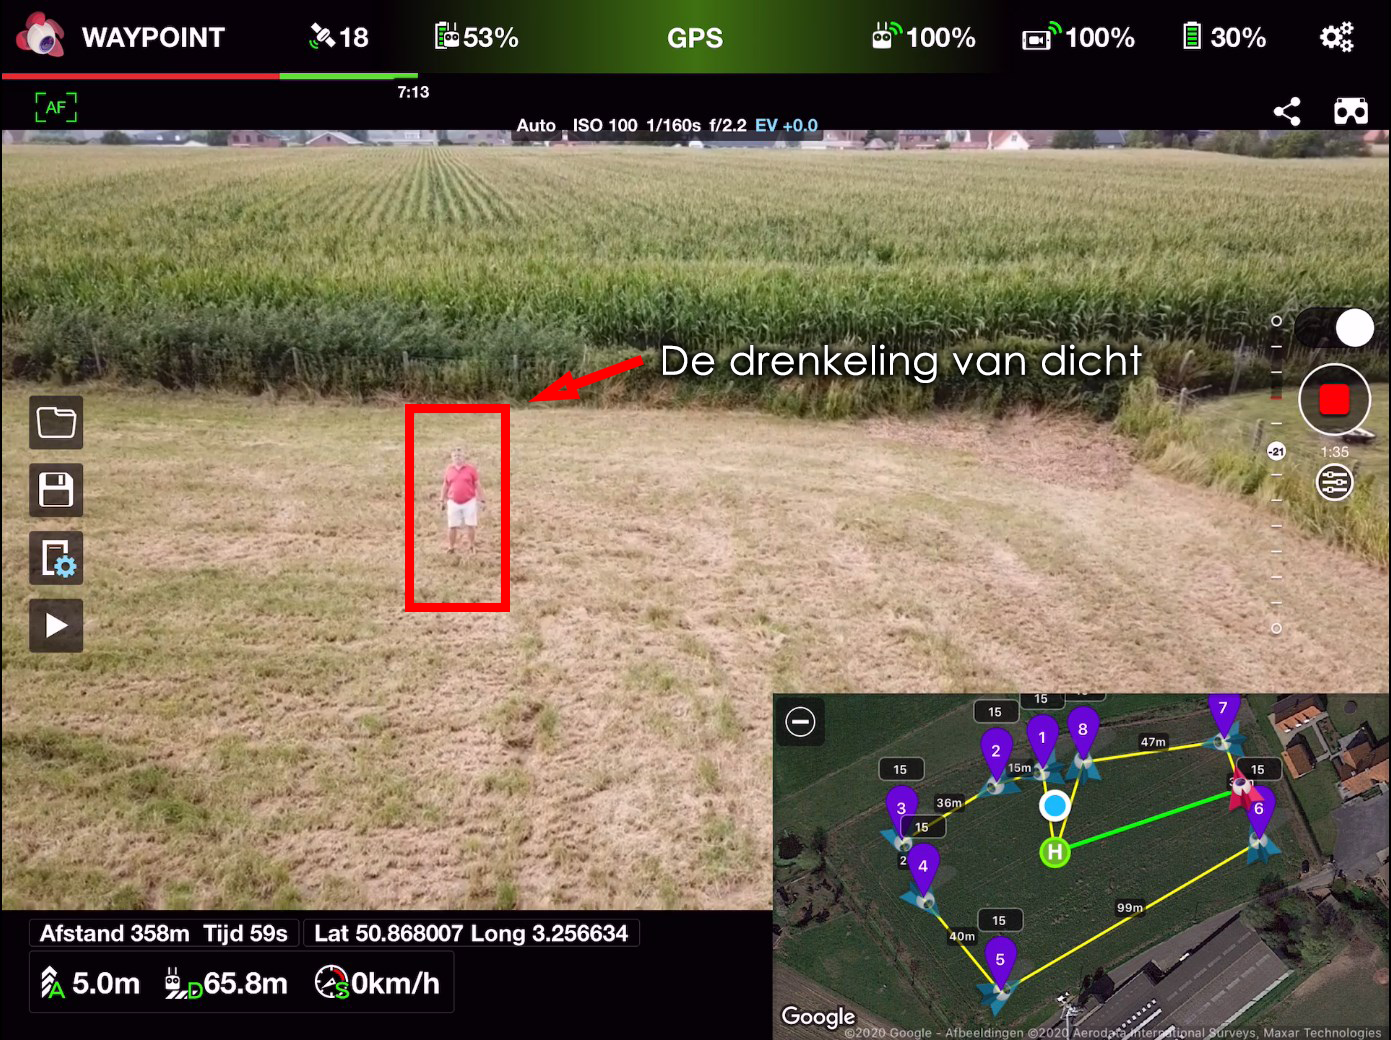 WAYPOINT 18 53% GPS 100% 100% 30%
7:13
AF
Auto ISO 100 1/160s f/2.2 EV +0.0
De drenkeling van dicht
-21
1:35
15
15
7
8
1
2
47m
15m
15
15
3
36m
6
15
H
4
99m
15
40m
5
Afstand 358m Tijd 59s Lat 50.868007 Long 3.256634
A 5.0m D 65.8m S 0km/h
Google
©2020 Google - Afbeeldingen ©2020 Aerodata International Surveys, Maxar Technologies